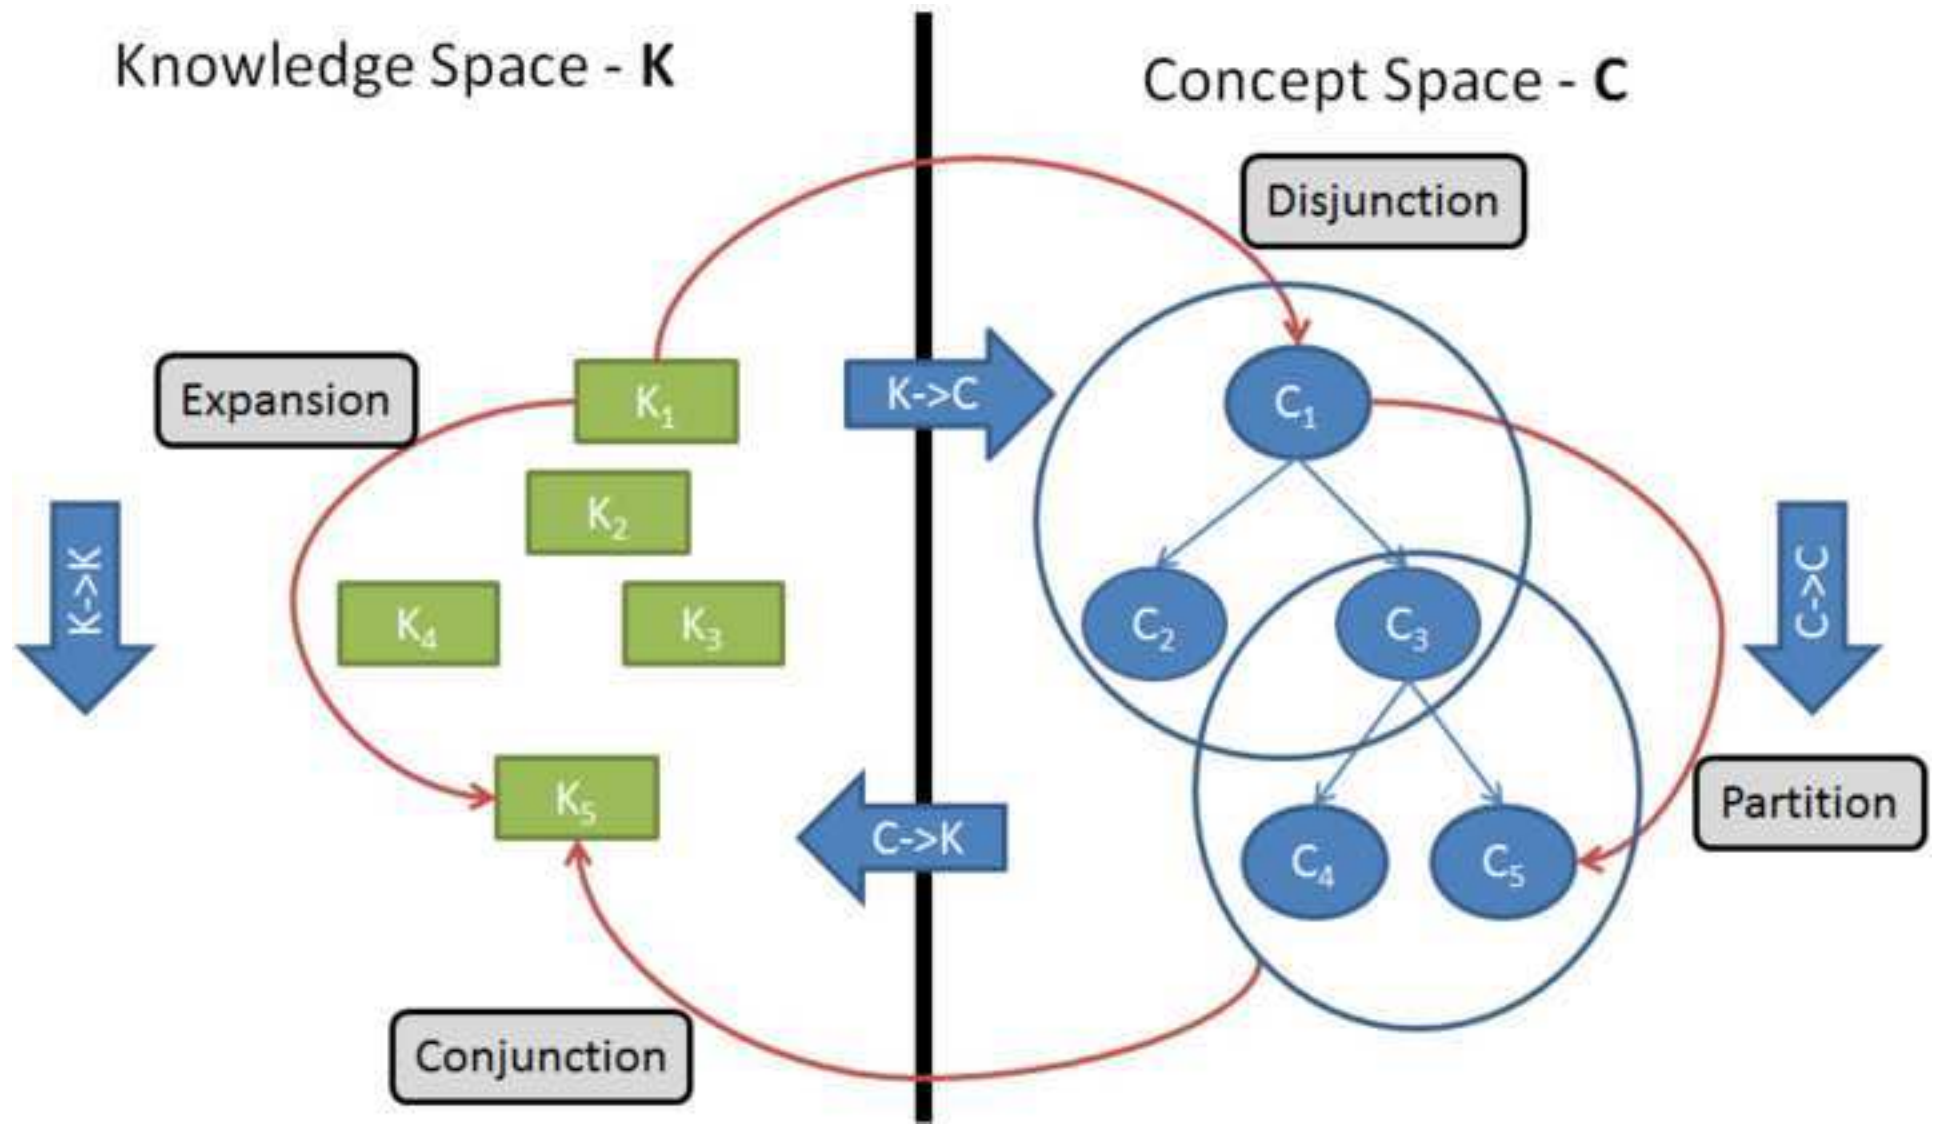 Knowledge Space - K
Concept Space - C
Disjunction
Expansion
K₁
K->C
C₁
K₂
K->K
C->C
K₄
K₃
C₂
C₃
K₅
C->K
Partition
C₄
C₅
Conjunction